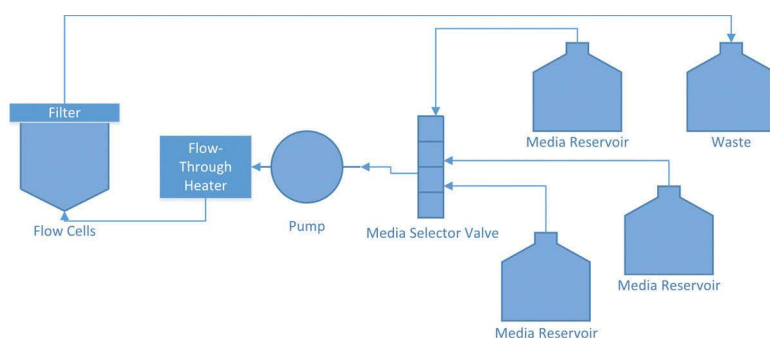 Filter
Flow-
Through
Heater
Flow Cells
Pump
Media Selector Valve
Media Reservoir
Waste
Media Reservoir
Media Reservoir